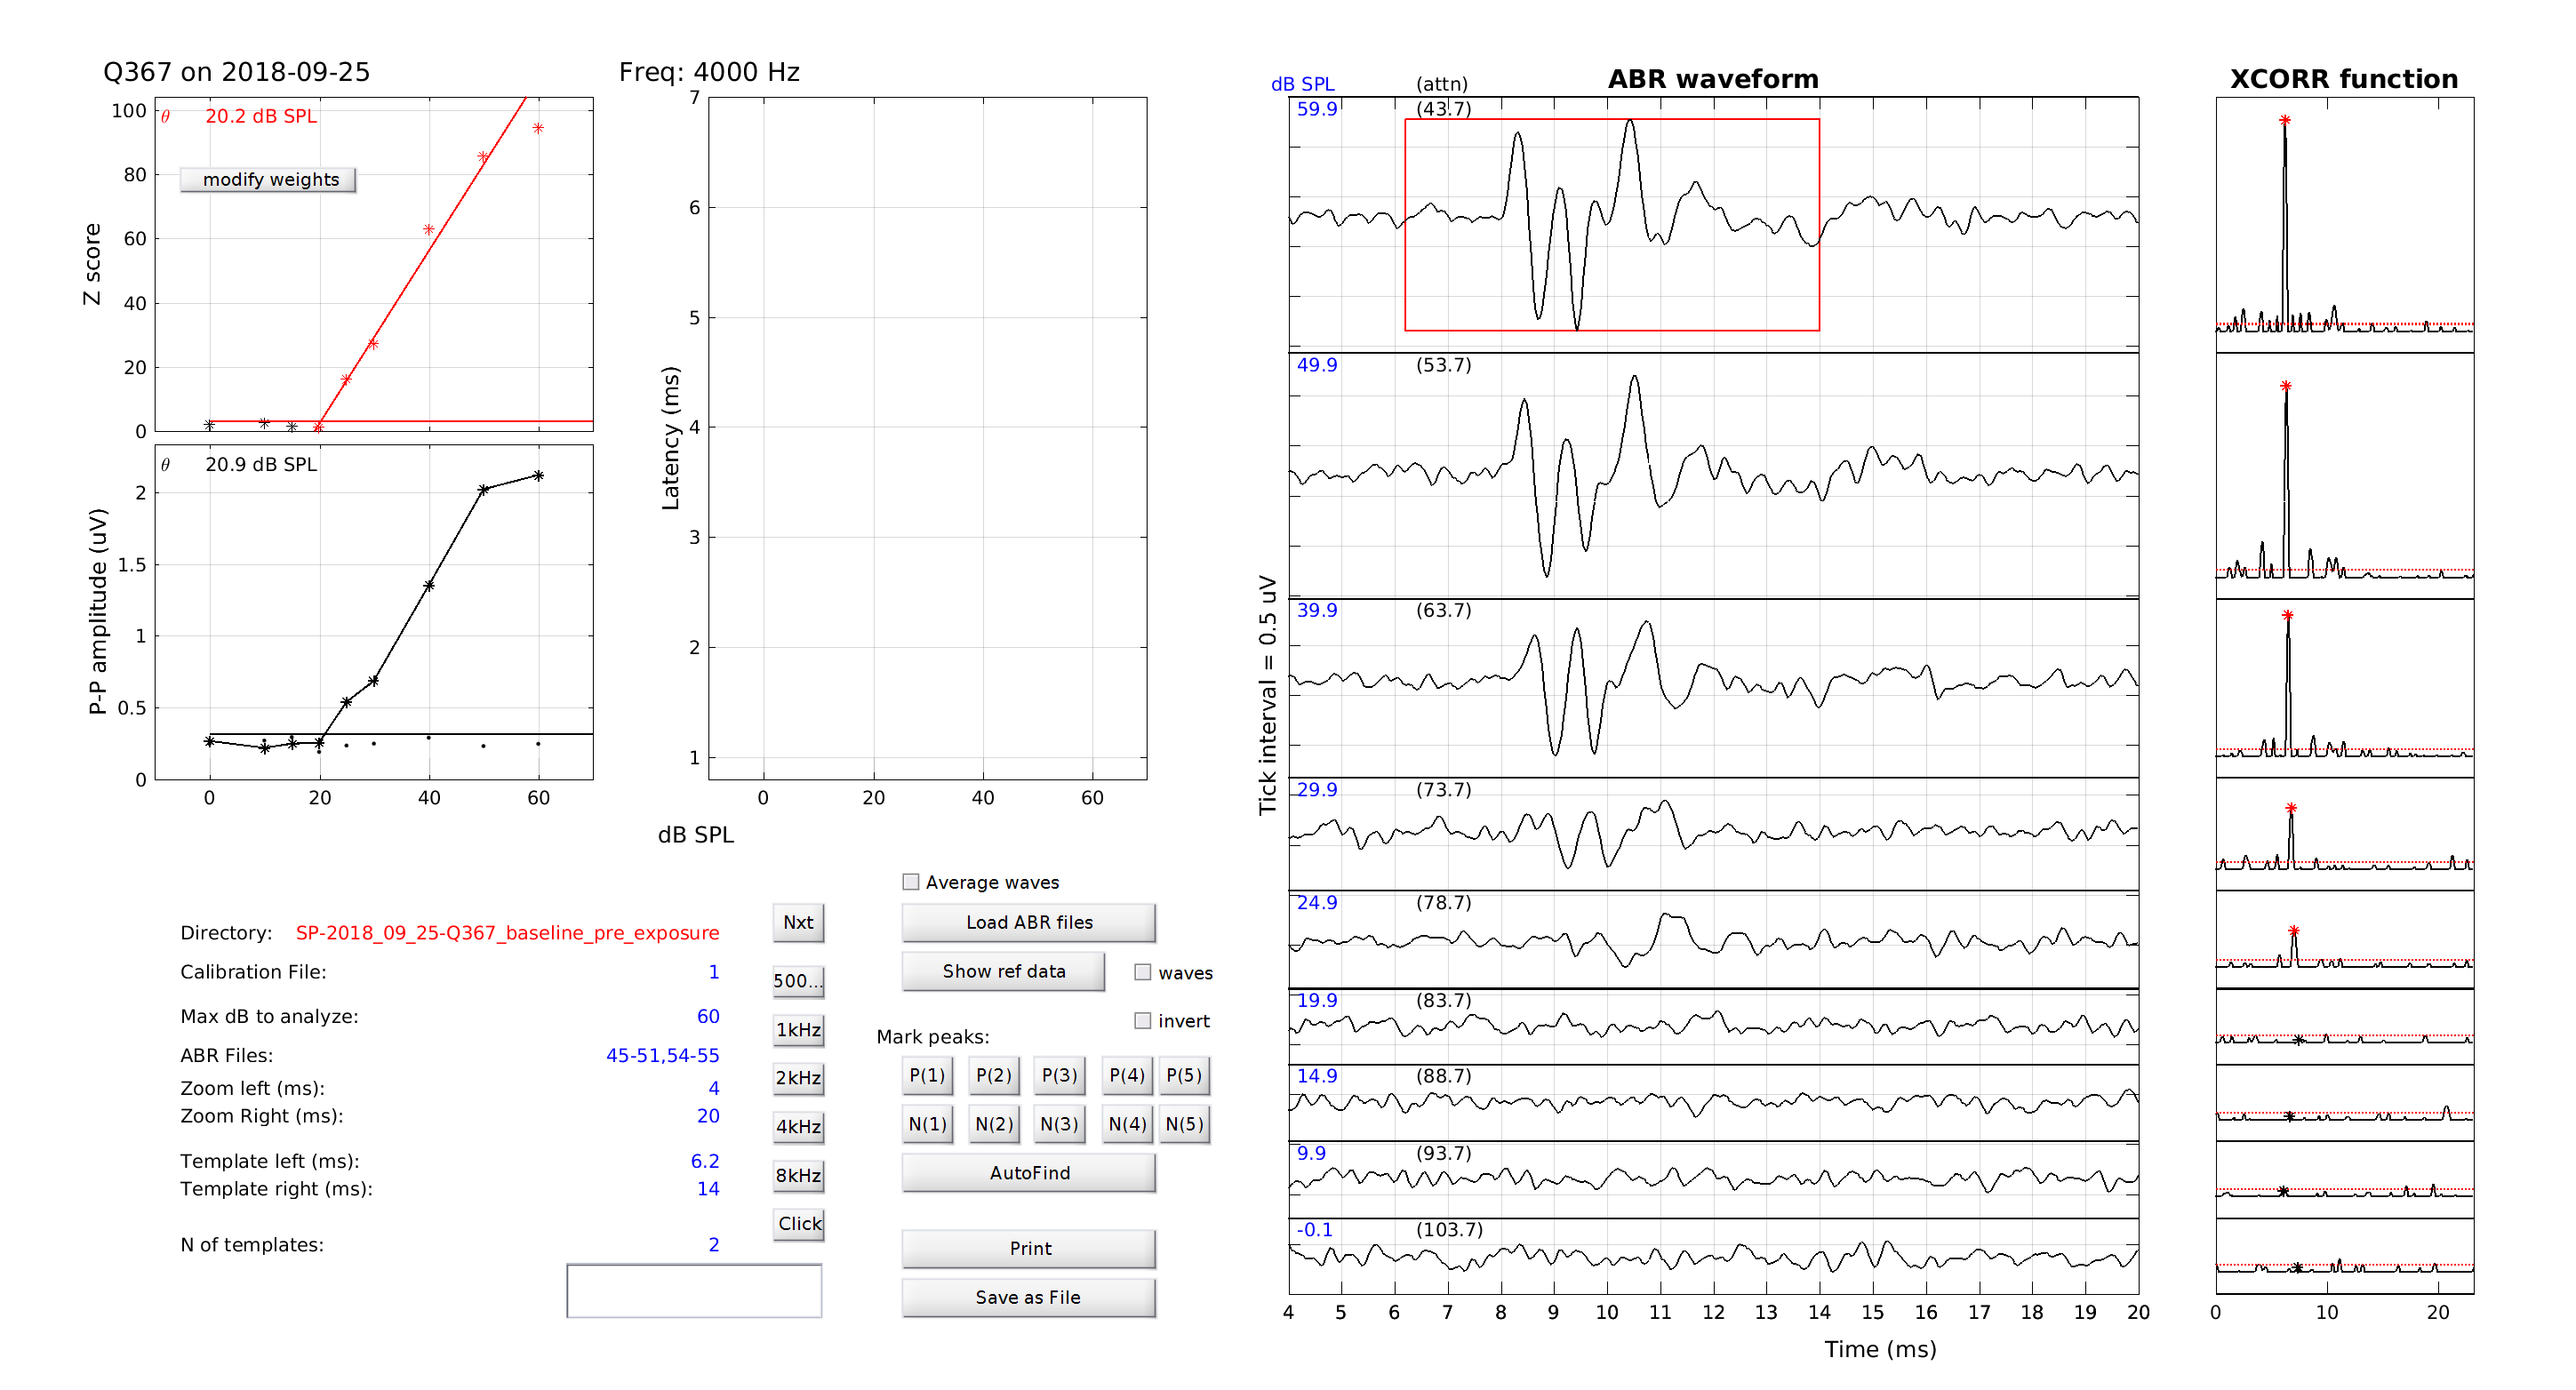 Q367 on 2018-09-25
Freq: 4000 Hz
100
80
60
40
20
0
Z score
θ 20.2 dB SPL
modify weights
2
1.5
1
0.5
0
P-P amplitude (uV)
θ 20.9 dB SPL
0 20 40 60
7
6
5
4
3
2
1
Latency (ms)
0 20 40 60
dB SPL
Directory: SP-2018_09_25-Q367_baseline_pre_exposure
Calibration File: 1
Max dB to analyze: 60
ABR Files: 45-51,54-55
Zoom left (ms): 4
Zoom Right (ms): 20
Template left (ms): 6.2
Template right (ms): 14
N of templates: 2
Nxt
500...
1kHz
2kHz
4kHz
8kHz
Click
Average waves
Load ABR files
Show ref data
waves
invert
Mark peaks:
P(1) P(2) P(3) P(4) P(5)
N(1) N(2) N(3) N(4) N(5)
AutoFind
Print
Save as File
dB SPL (attn) ABR waveform
59.9 (43.7)
49.9 (53.7)
39.9 (63.7)
29.9 (73.7)
24.9 (78.7)
19.9 (83.7)
14.9 (88.7)
9.9 (93.7)
-0.1 (103.7)
Tick interval = 0.5 uV
4 5 6 7 8 9 10 11 12 13 14 15 16 17 18 19 20
Time (ms)
XCORR function
0 10 20